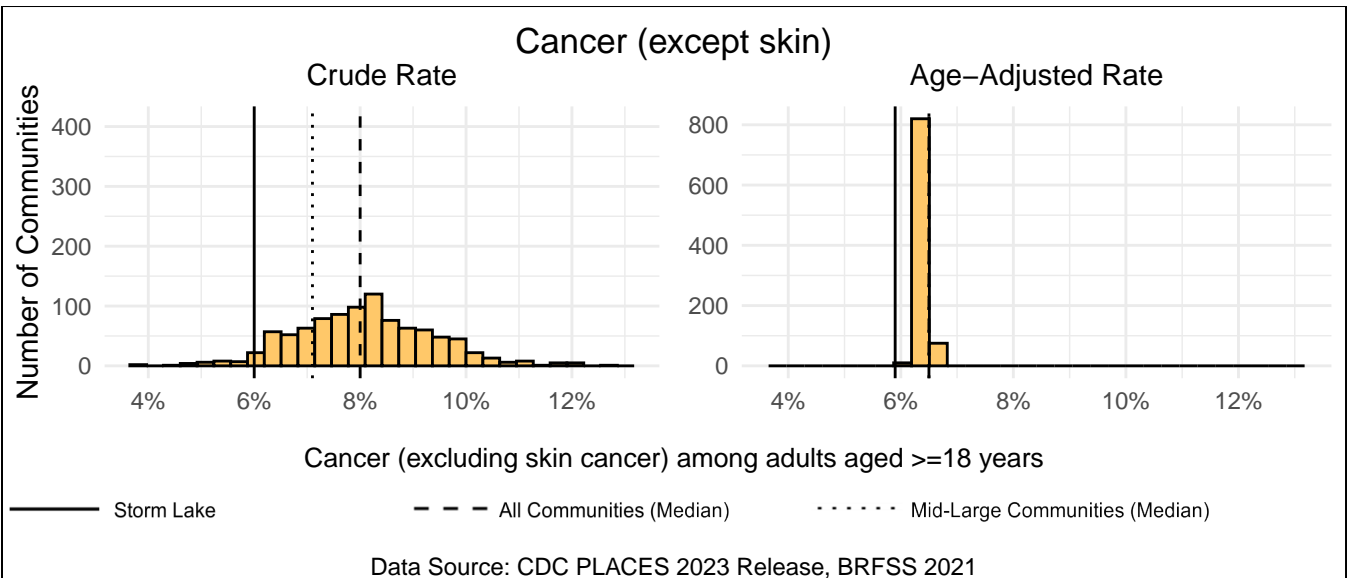 Cancer (except skin)
Crude Rate
Age−Adjusted Rate
Number of Communities
400
300
200
100
0
4%
6%
8%
10%
12%
800
600
400
200
0
4%
6%
8%
10%
12%
Cancer (excluding skin cancer) among adults aged >=18 years
Storm Lake
All Communities (Median)
Mid-Large Communities (Median)
Data Source: CDC PLACES 2023 Release, BRFSS 2021